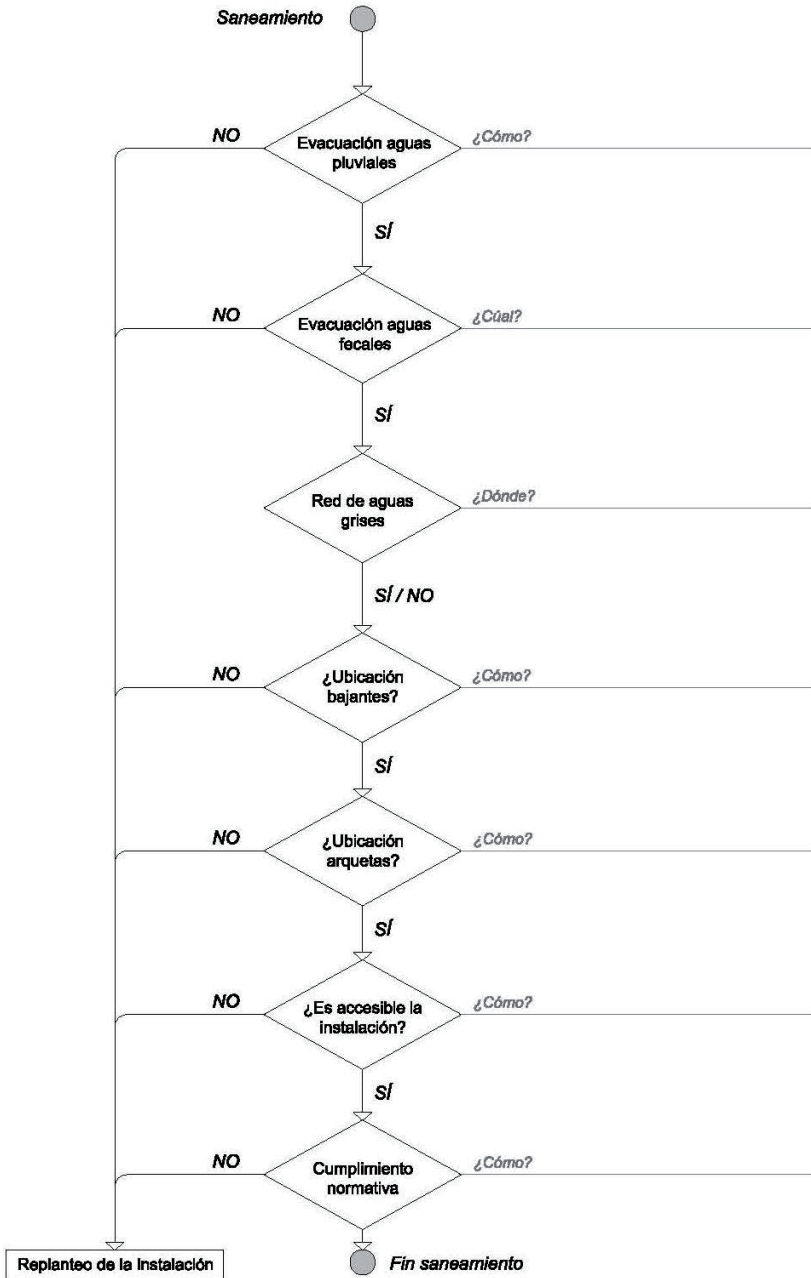 Saneamiento
NO
Evacuación aguas
pluviales
¿Cómo?
SÍ
NO
Evacuación aguas
fecales
¿Cúal?
SÍ
Red de aguas
grises
¿Dónde?
SÍ / NO
NO
¿Ubicación
bajantes?
¿Cómo?
SÍ
NO
¿Ubicación
arquetas?
¿Cómo?
SÍ
NO
¿Es accesible la
instalación?
¿Cómo?
SÍ
NO
Cumplimiento
normativa
¿Cómo?
Replanteo de la instalación
Fin saneamiento